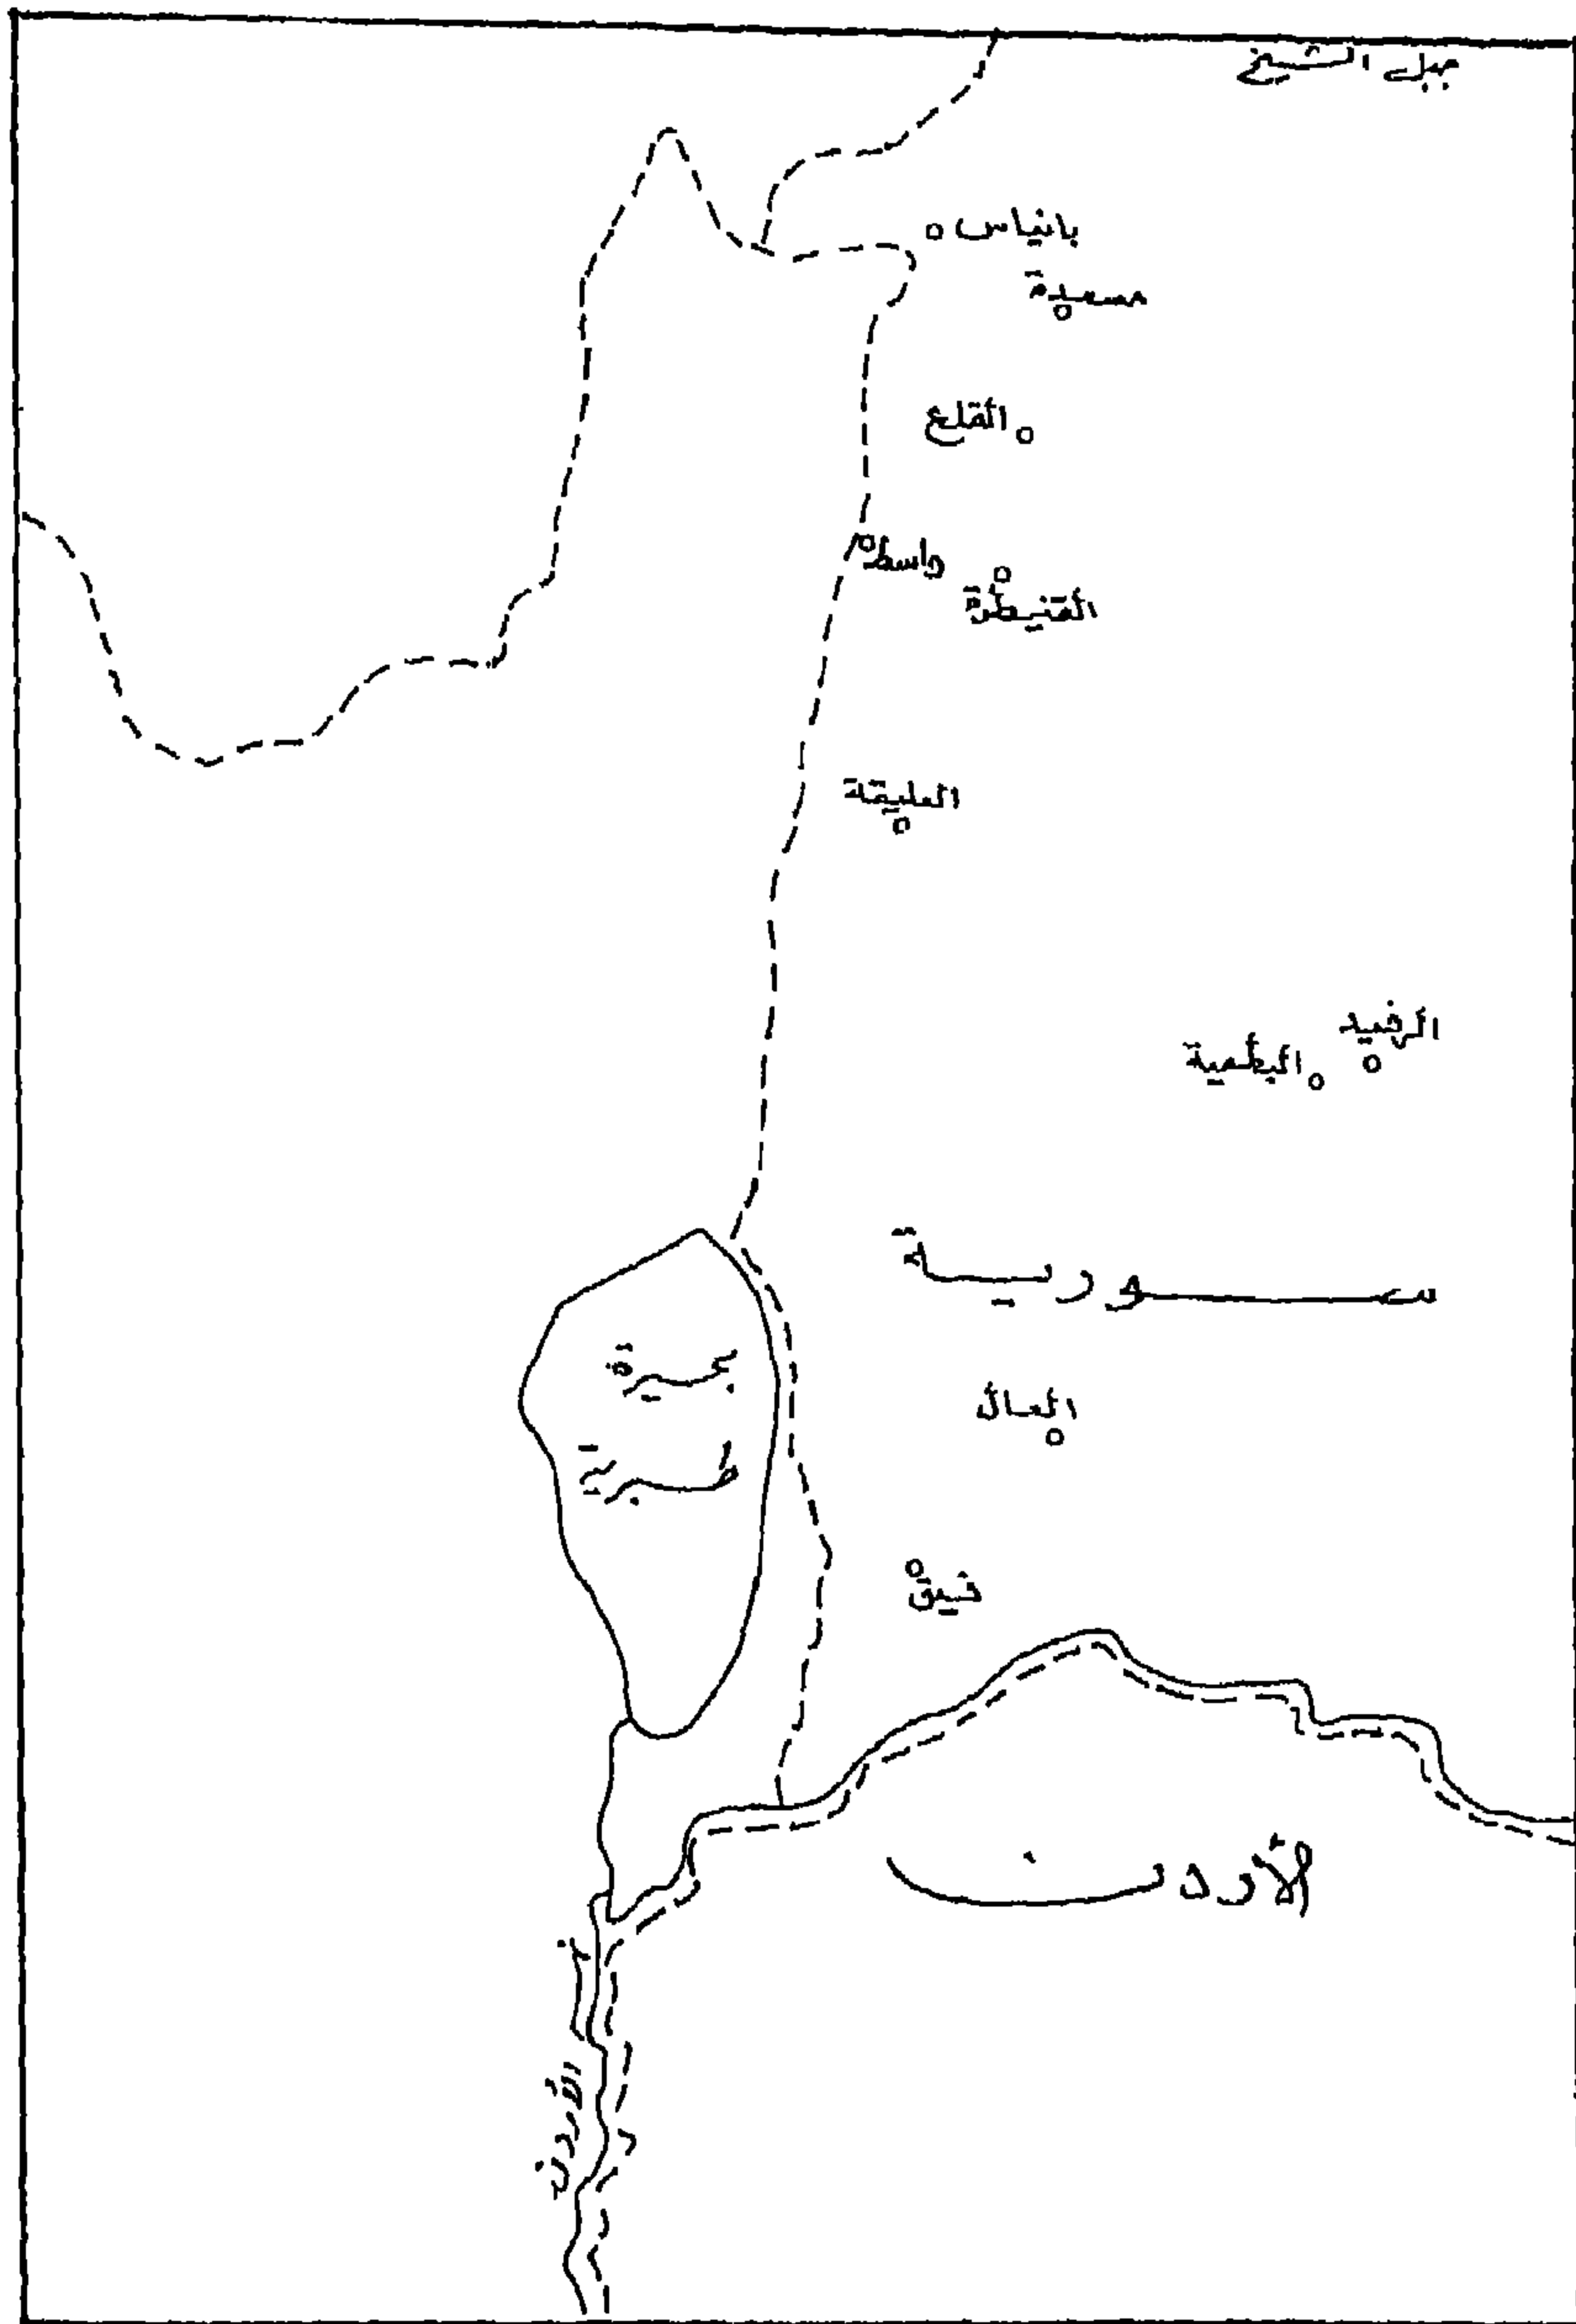 جبل الشيخ
بانياس
مسعدة
القلع
واسط
القنيطرة
العليقة
الرفيد
البطمية
سورية
بحيرة
طبرية
العال
فيق
الأردن
نهر الأردن